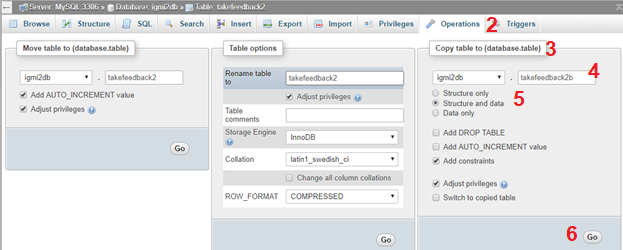 Server: MySQL:3306 » Database: igmi2db » Table: takefeedback2
Browse Structure SQL Search Insert Export Import Privileges Operations 2 Triggers
Move table to (database.table)
igmi2db . takefeedback2
Add AUTO_INCREMENT value
Adjust privileges
Go
Table options
Rename table to takefeedback2
Adjust privileges
Table comments
Storage Engine InnoDB
Collation latin1_swedish_ci
Change all column collations
ROW_FORMAT COMPRESSED
Go
Copy table to (database.table) 3
igmi2db . takefeedback2b 4
Structure only
Structure and data 5
Data only
Add DROP TABLE
Add AUTO_INCREMENT value
Add constraints
Adjust privileges
Switch to copied table
6 Go